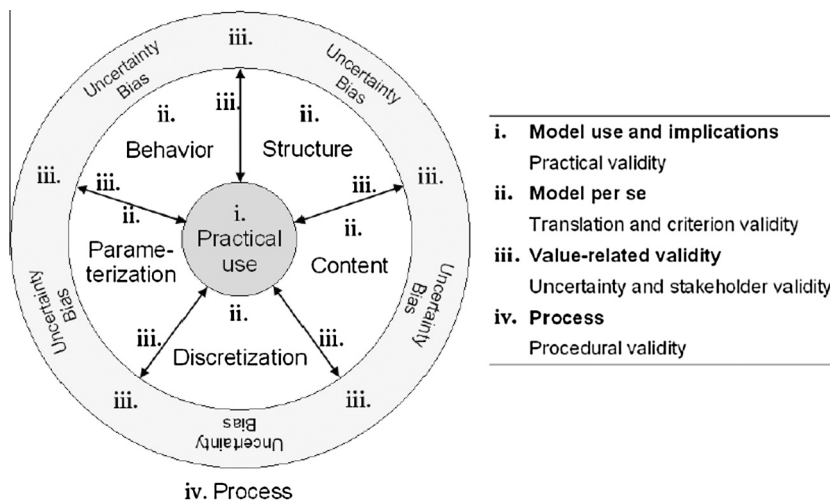 iii.
Uncertainty
Bias
Uncertainty
Bias
ii.
iii.
ii.
Behavior
Structure
iii.
iii.
iii.
iii.
ii.
i.
ii.
Parame-
terization
Practical
use
Content
Uncertainty
Bias
Uncertainty
Bias
ii.
iii.
iii.
Discretization
iii.
iii.
Uncertainty
Bias
iv. Process
i. Model use and implications
Practical validity
ii. Model per se
Translation and criterion validity
iii. Value-related validity
Uncertainty and stakeholder validity
iv. Process
Procedural validity